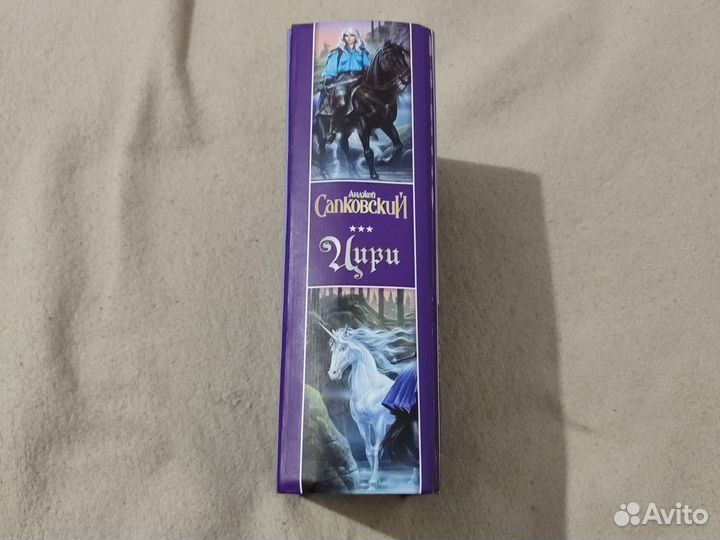 Анджей
Сапковский
***
Цири
Avito